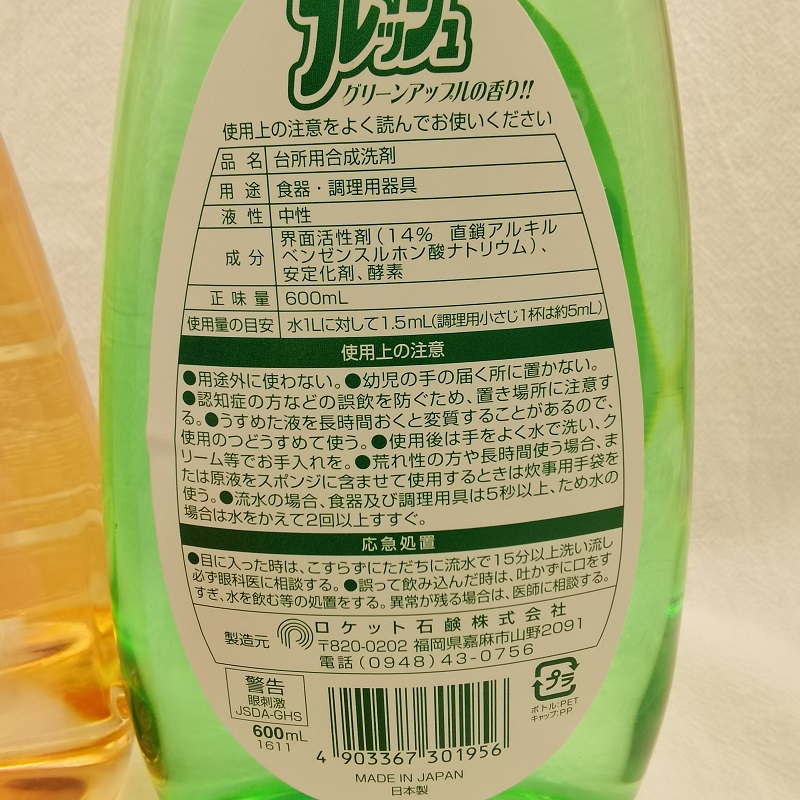 フレッシュ
グリーンアップルの香り!!
使用上の注意をよく読んでお使いください
品 名 台所用合成洗剤
用 途 食器・調理用器具
液 性 中性
成 分 界面活性剤(14% 直鎖アルキル
ベンゼンスルホン酸ナトリウム)、
安定化剤、酵素
正 味 量 600mL
使用量の目安 水1Lに対して1.5mL(調理用小さじ1杯は約5mL)
使用上の注意
●用途外に使わない。●幼児の手の届く所に置かない。
●認知症の方などの誤飲を防ぐため、置き場所に注意す
る。●うすめた液を長時間おくと変質することがあるので、
使用のつどうすめて使う。●使用後は手をよく水で洗い、ク
リーム等でお手入れを。●荒れ性の方や長時間使う場合、ま
たは原液をスポンジに含ませて使用するときは炊事用手袋を
使う。●流水の場合、食器及び調理用具は5秒以上、ため水の
場合は水をかえて2回以上すすぐ。
応急処置
●目に入った時は、こすらずにただちに流水で15分以上洗い流し
必ず眼科医に相談する。●誤って飲み込んだ時は、吐かずに口をす
すぎ、水を飲む等の処置をする。異常が残る場合は、医師に相談する。
製造元 ロケット石鹸株式会社
〒820-0202 福岡県嘉麻市山野2091
電話(0948)43-0756
警告
眼刺激
JSDA-GHS
600mL
1611
プラ
ボトル:PET
キャップ:PP
4 903367 301956
MADE IN JAPAN
日本製